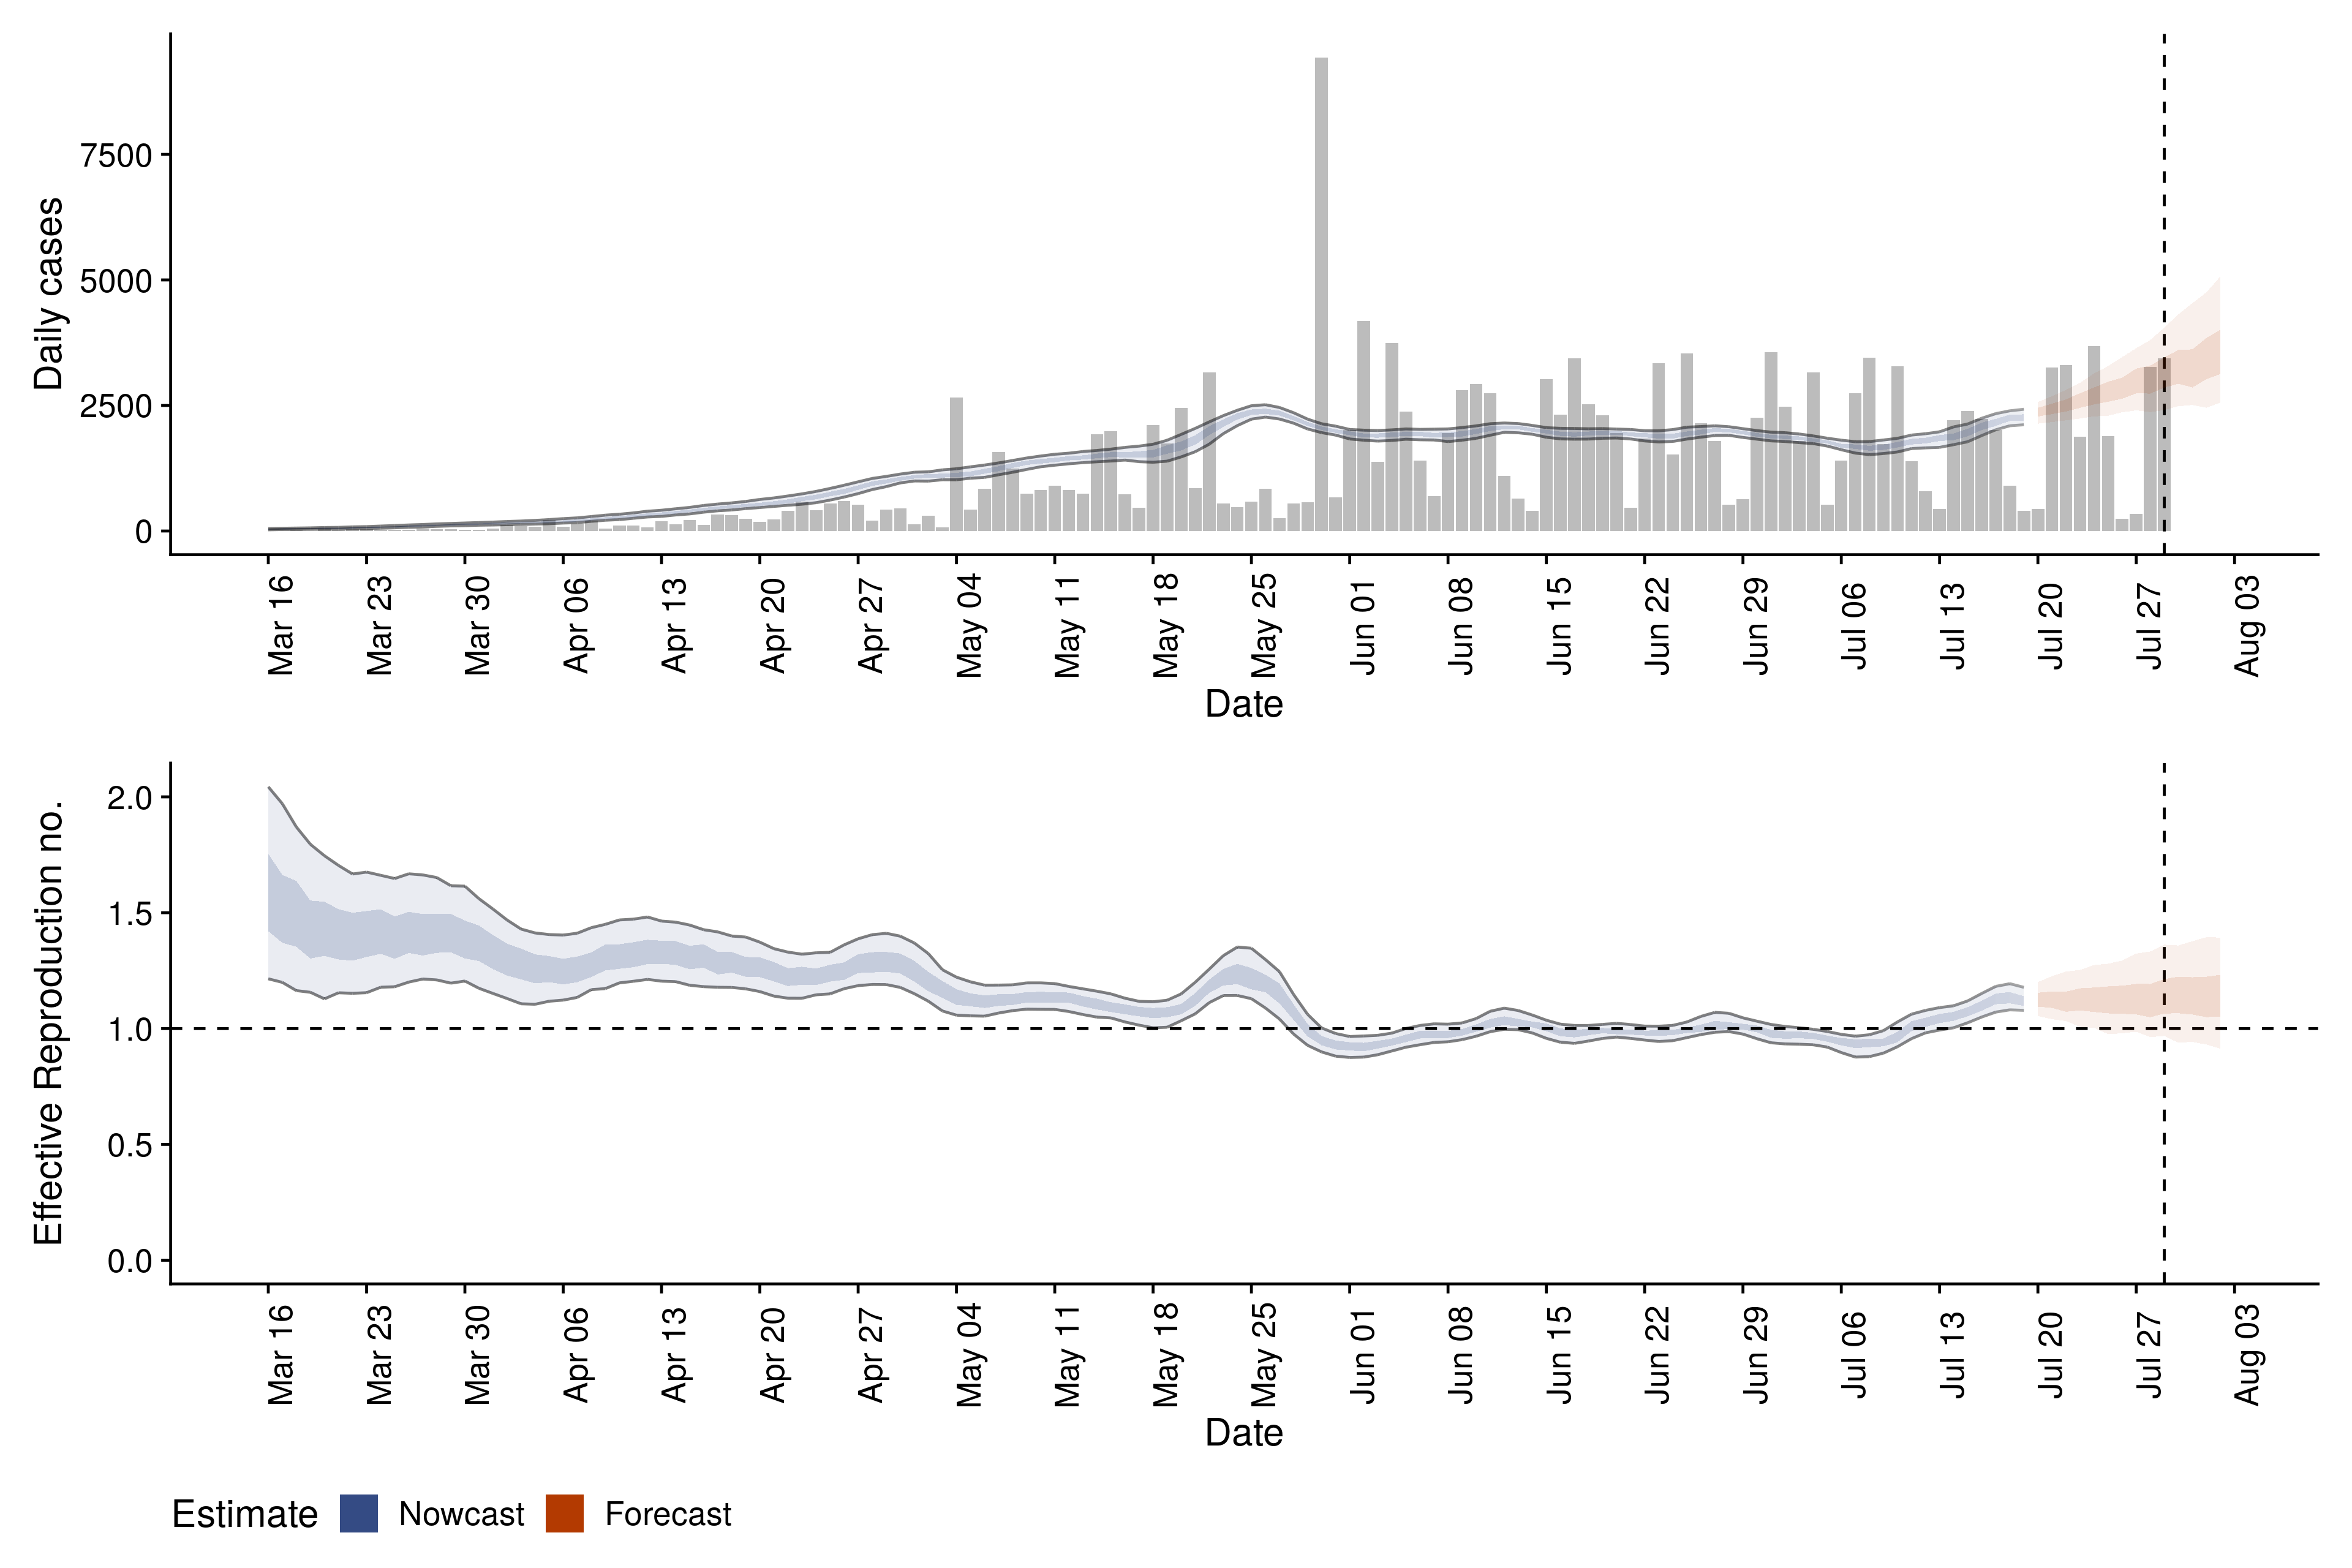 Daily cases
7500
5000
2500
0
Mar 16
Mar 23
Mar 30
Apr 06
Apr 13
Apr 20
Apr 27
May 04
May 11
May 18
May 25
Jun 01
Jun 08
Jun 15
Jun 22
Jun 29
Jul 06
Jul 13
Jul 20
Jul 27
Aug 03
Date
Effective Reproduction no.
2.0
1.5
1.0
0.5
0.0
Mar 16
Mar 23
Mar 30
Apr 06
Apr 13
Apr 20
Apr 27
May 04
May 11
May 18
May 25
Jun 01
Jun 08
Jun 15
Jun 22
Jun 29
Jul 06
Jul 13
Jul 20
Jul 27
Aug 03
Date
Estimate Nowcast Forecast